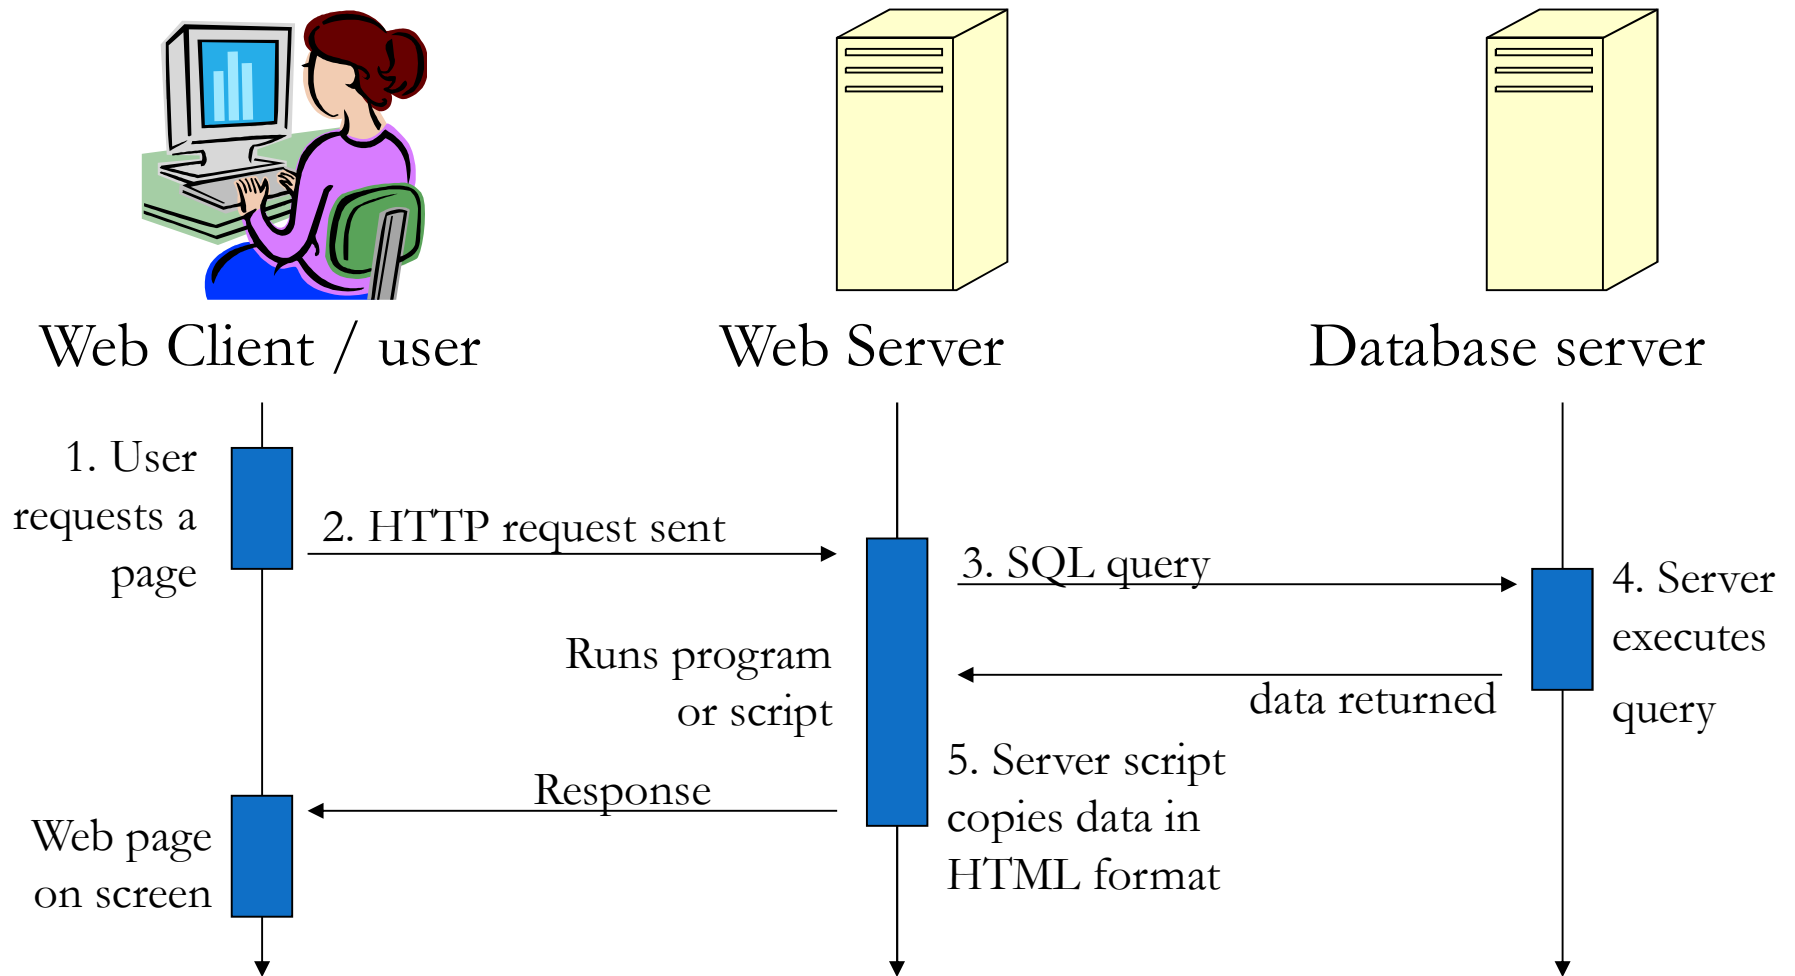 Web Client / user
Web Server
Database server
1. User
requests a
page
2. HTTP request sent
3. SQL query
4. Server
executes
query
Runs program
or script
data returned
5. Server script
copies data in
HTML format
Response
Web page
on screen